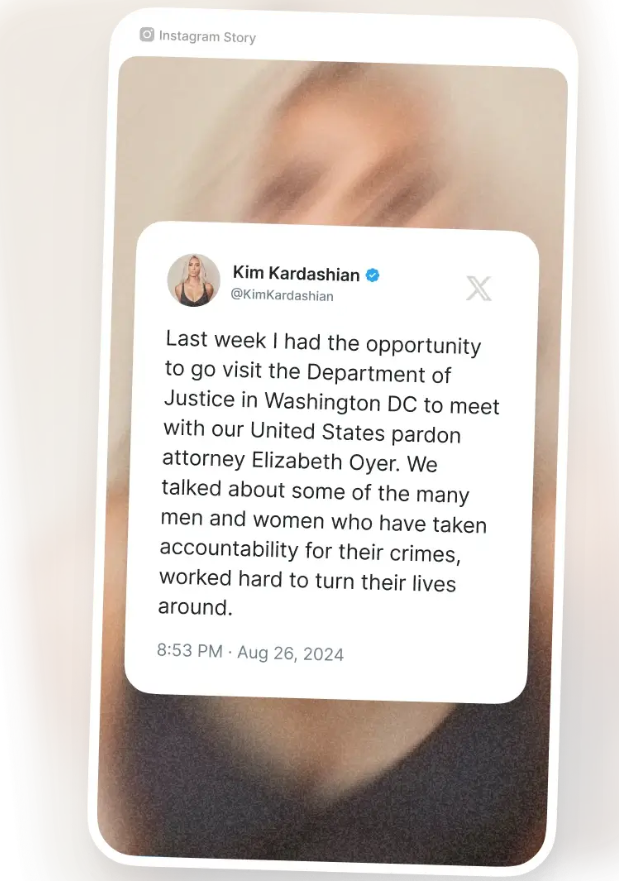 Instagram Story
Kim Kardashian
@KimKardashian
Last week I had the opportunity
to go visit the Department of
Justice in Washington DC to meet
with our United States pardon
attorney Elizabeth Oyer. We
talked about some of the many
men and women who have taken
accountability for their crimes,
worked hard to turn their lives
around.
8:53 PM · Aug 26, 2024